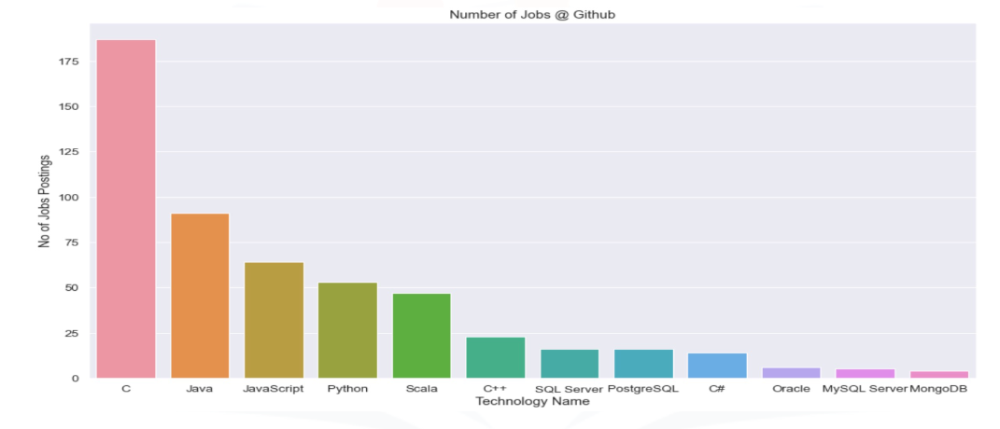 Number of Jobs @ Github
No of Jobs Postings
175
150
125
100
75
50
25
0
C Java JavaScript Python Scala C++ SQL Server PostgreSQL C# Oracle MySQL Server MongoDB
Technology Name